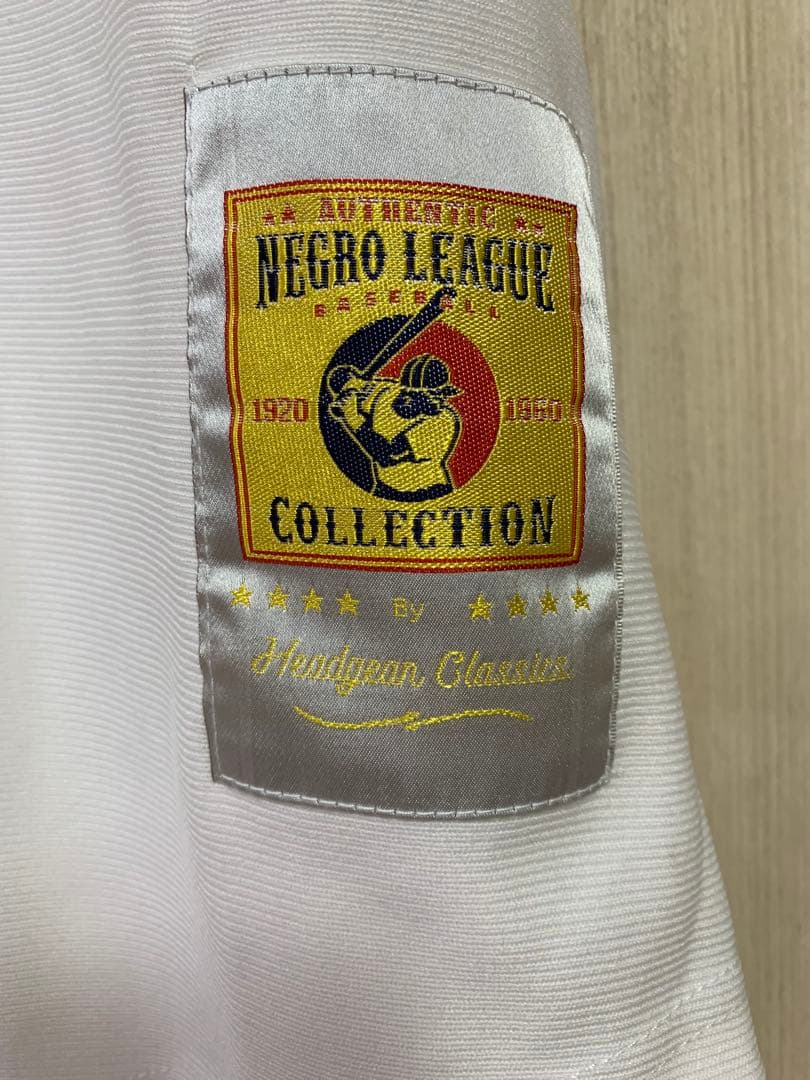 AUTHENTIC
NEGRO LEAGUE
BASEBALL
1920 1960
COLLECTION
By
Headgear Classics